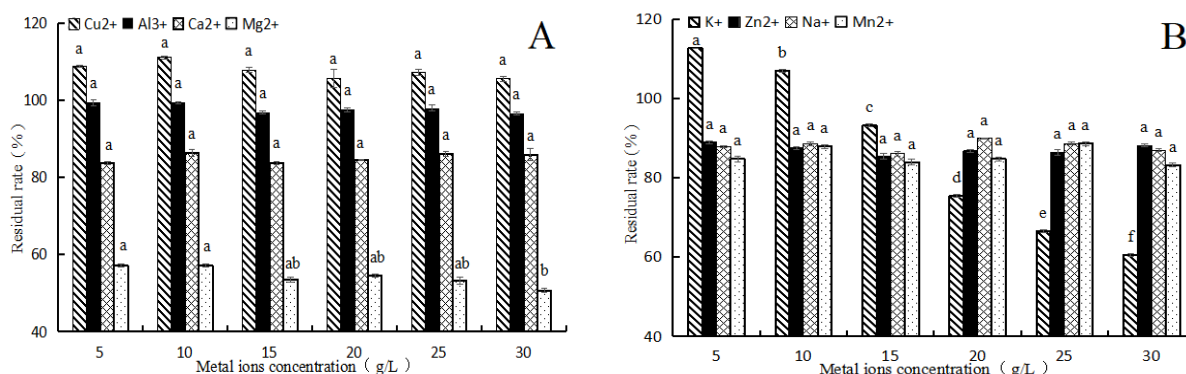 Cu2+ Al3+ Ca2+ Mg2+
A
120
100
80
60
40
Residual rate（%）
a a a a a a
a a a a a a
a a a a a a
a a ab ab ab b
5 10 15 20 25 30
Metal ions concentration（g/L）
K+ Zn2+ Na+ Mn2+
B
120
100
80
60
40
Residual rate（%）
a b c d e f
a a a a a a
a a a a a a
a a a a a a
5 10 15 20 25 30
Metal ions concentration（g/L）